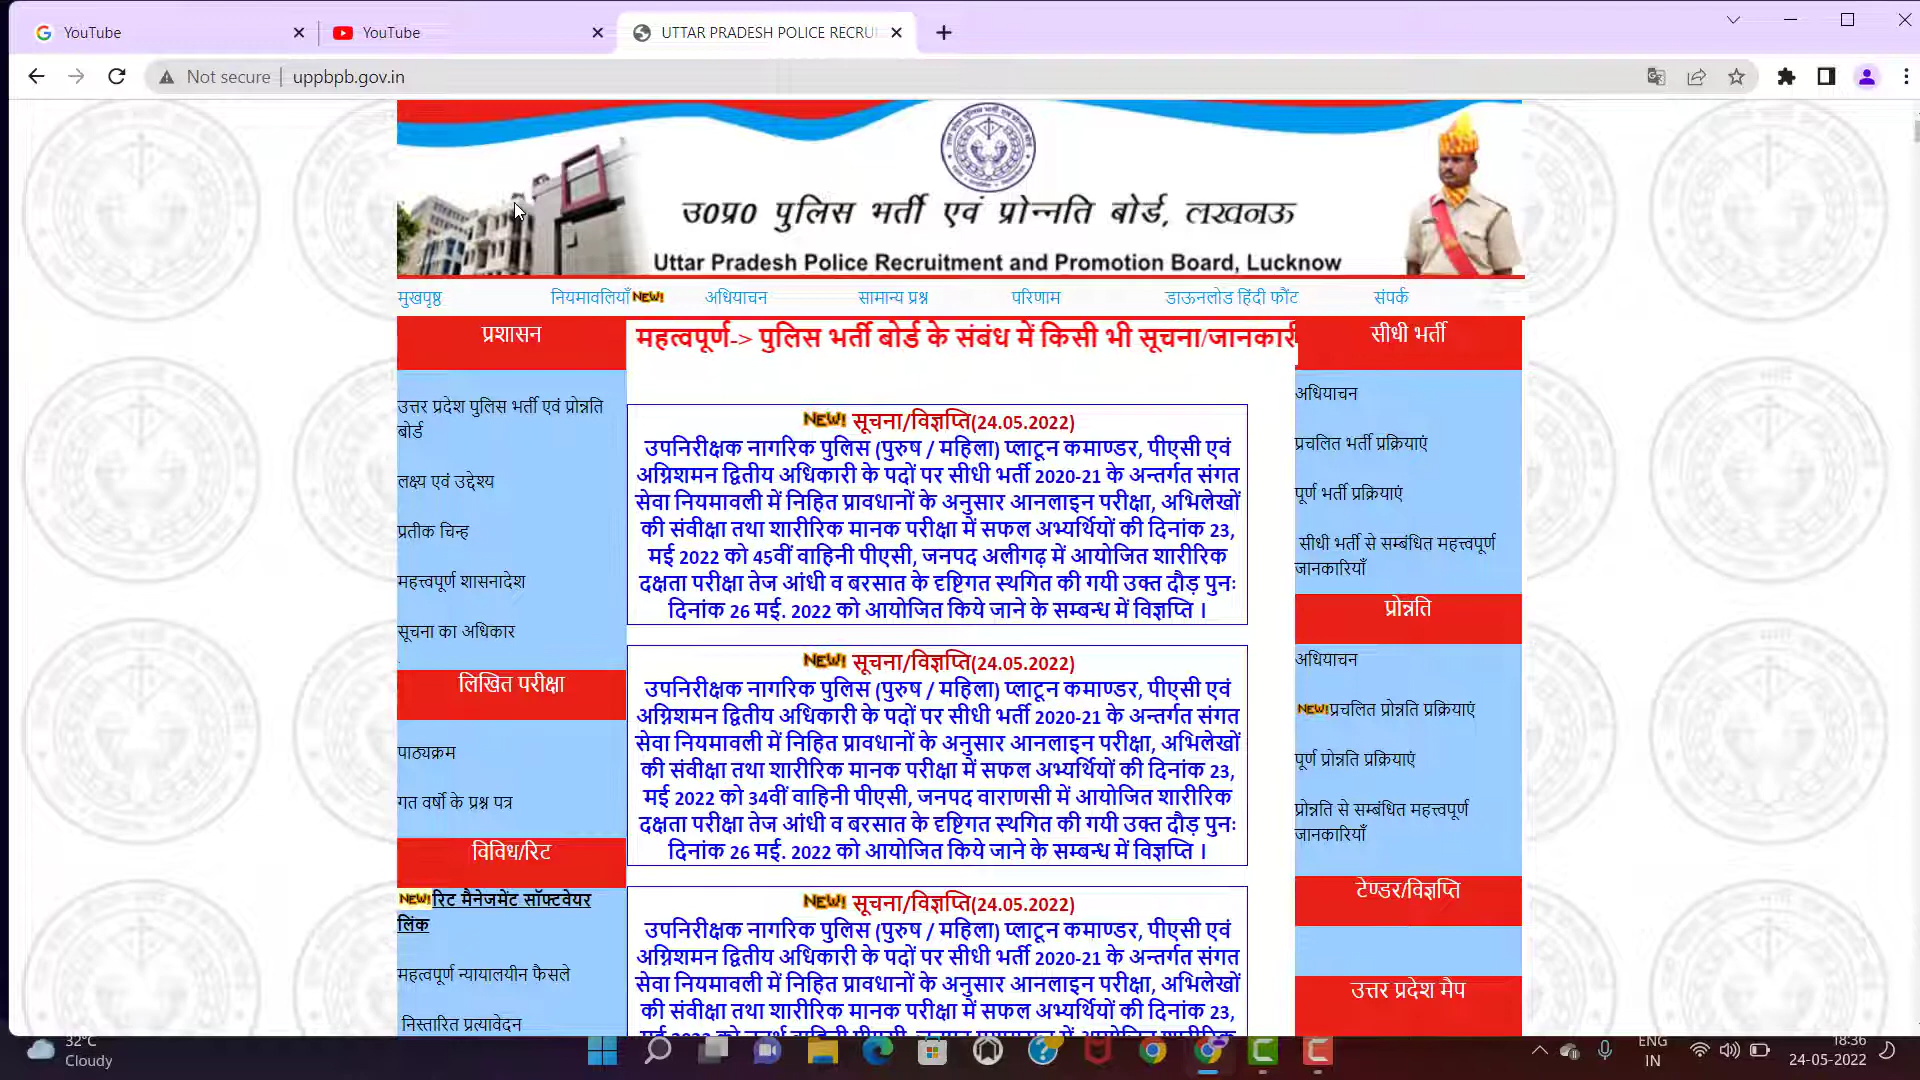 YouTube
YouTube
UTTAR PRADESH POLICE RECRU
Not secure
uppbpb.gov.in
उ0प्र0 पुलिस भर्ती एवं प्रोन्नति बोर्ड, लखनऊ
Uttar Pradesh Police Recruitment and Promotion Board, Lucknow
मुखपृष्ठ नियमावलियाँ NEW! अधियाचन सामान्य प्रश्न परिणाम डाऊनलोड हिंदी फौंट संपर्क
प्रशासन
उत्तर प्रदेश पुलिस भर्ती एवं प्रोन्नति
बोर्ड
लक्ष्य एवं उद्देश्य
प्रतीक चिन्ह
महत्त्वपूर्ण शासनादेश
सूचना का अधिकार
लिखित परीक्षा
पाठ्यक्रम
गत वर्षो के प्रश्न पत्र
विविध/रिट
NEW! रिट मैनेजमेंट सॉफ्टवेयर
लिंक
महत्वपूर्ण न्यायालयीन फैसले
निस्तारित प्रत्यावेदन
महत्वपूर्ण-> पुलिस भर्ती बोर्ड के संबंध में किसी भी सूचना/जानकारी
NEW! सूचना/विज्ञप्ति(24.05.2022)
उपनिरीक्षक नागरिक पुलिस (पुरुष / महिला) प्लाटून कमाण्डर, पीएसी एवं
अग्निशमन द्वितीय अधिकारी के पदों पर सीधी भर्ती 2020-21 के अन्तर्गत संगत
सेवा नियमावली में निहित प्रावधानों के अनुसार आनलाइन परीक्षा, अभिलेखों
की संवीक्षा तथा शारीरिक मानक परीक्षा में सफल अभ्यर्थियों की दिनांक 23,
मई 2022 को 45वीं वाहिनी पीएसी, जनपद अलीगढ़ में आयोजित शारीरिक
दक्षता परीक्षा तेज आंधी व बरसात के दृष्टिगत स्थगित की गयी उक्त दौड़ पुनः
दिनांक 26 मई. 2022 को आयोजित किये जाने के सम्बन्ध में विज्ञप्ति ।
NEW! सूचना/विज्ञप्ति(24.05.2022)
उपनिरीक्षक नागरिक पुलिस (पुरुष / महिला) प्लाटून कमाण्डर, पीएसी एवं
अग्निशमन द्वितीय अधिकारी के पदों पर सीधी भर्ती 2020-21 के अन्तर्गत संगत
सेवा नियमावली में निहित प्रावधानों के अनुसार आनलाइन परीक्षा, अभिलेखों
की संवीक्षा तथा शारीरिक मानक परीक्षा में सफल अभ्यर्थियों की दिनांक 23,
मई 2022 को 34वीं वाहिनी पीएसी, जनपद वाराणसी में आयोजित शारीरिक
दक्षता परीक्षा तेज आंधी व बरसात के दृष्टिगत स्थगित की गयी उक्त दौड़ पुनः
दिनांक 26 मई. 2022 को आयोजित किये जाने के सम्बन्ध में विज्ञप्ति ।
NEW! सूचना/विज्ञप्ति(24.05.2022)
उपनिरीक्षक नागरिक पुलिस (पुरुष / महिला) प्लाटून कमाण्डर, पीएसी एवं
अग्निशमन द्वितीय अधिकारी के पदों पर सीधी भर्ती 2020-21 के अन्तर्गत संगत
सेवा नियमावली में निहित प्रावधानों के अनुसार आनलाइन परीक्षा, अभिलेखों
की संवीक्षा तथा शारीरिक मानक परीक्षा में सफल अभ्यर्थियों की दिनांक 23,
सीधी भर्ती
अधियाचन
प्रचलित भर्ती प्रक्रियाएं
पूर्ण भर्ती प्रक्रियाएं
सीधी भर्ती से सम्बंधित महत्त्वपूर्ण
जानकारियाँ
प्रोन्नति
अधियाचन
NEW! प्रचलित प्रोन्नति प्रक्रियाएं
पूर्ण प्रोन्नति प्रक्रियाएं
प्रोन्नति से सम्बंधित महत्त्वपूर्ण
जानकारियाँ
टेण्डर/विज्ञप्ति
उत्तर प्रदेश मैप
32°C
Cloudy
ENG
IN
18:36
24-05-2022